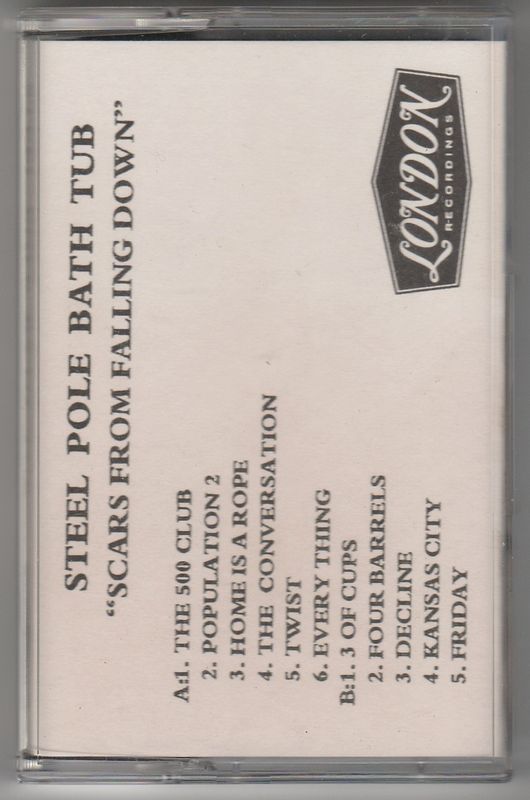 STEEL POLE BATH TUB
“SCARS FROM FALLING DOWN”
A:1. THE 500 CLUB
2. POPULATION 2
3. HOME IS A ROPE
4. THE CONVERSATION
5. TWIST
6. EVERY THING
B:1. 3 OF CUPS
2. FOUR BARRELS
3. DECLINE
4. KANSAS CITY
5. FRIDAY
LONDON
RECORDINGS